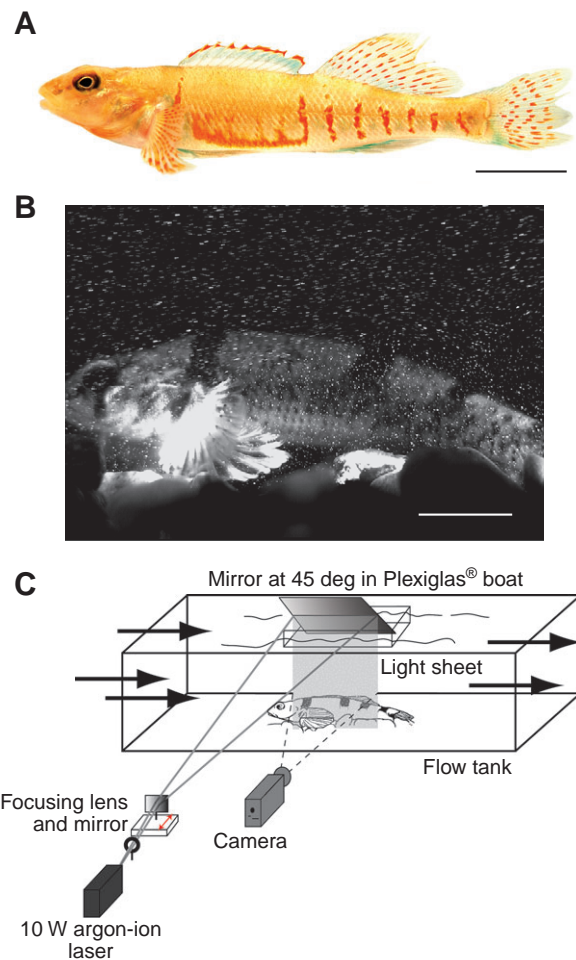 A
B
C
Mirror at 45 deg in Plexiglas® boat
Light sheet
Flow tank
Focusing lens
and mirror
Camera
10 W argon-ion
laser